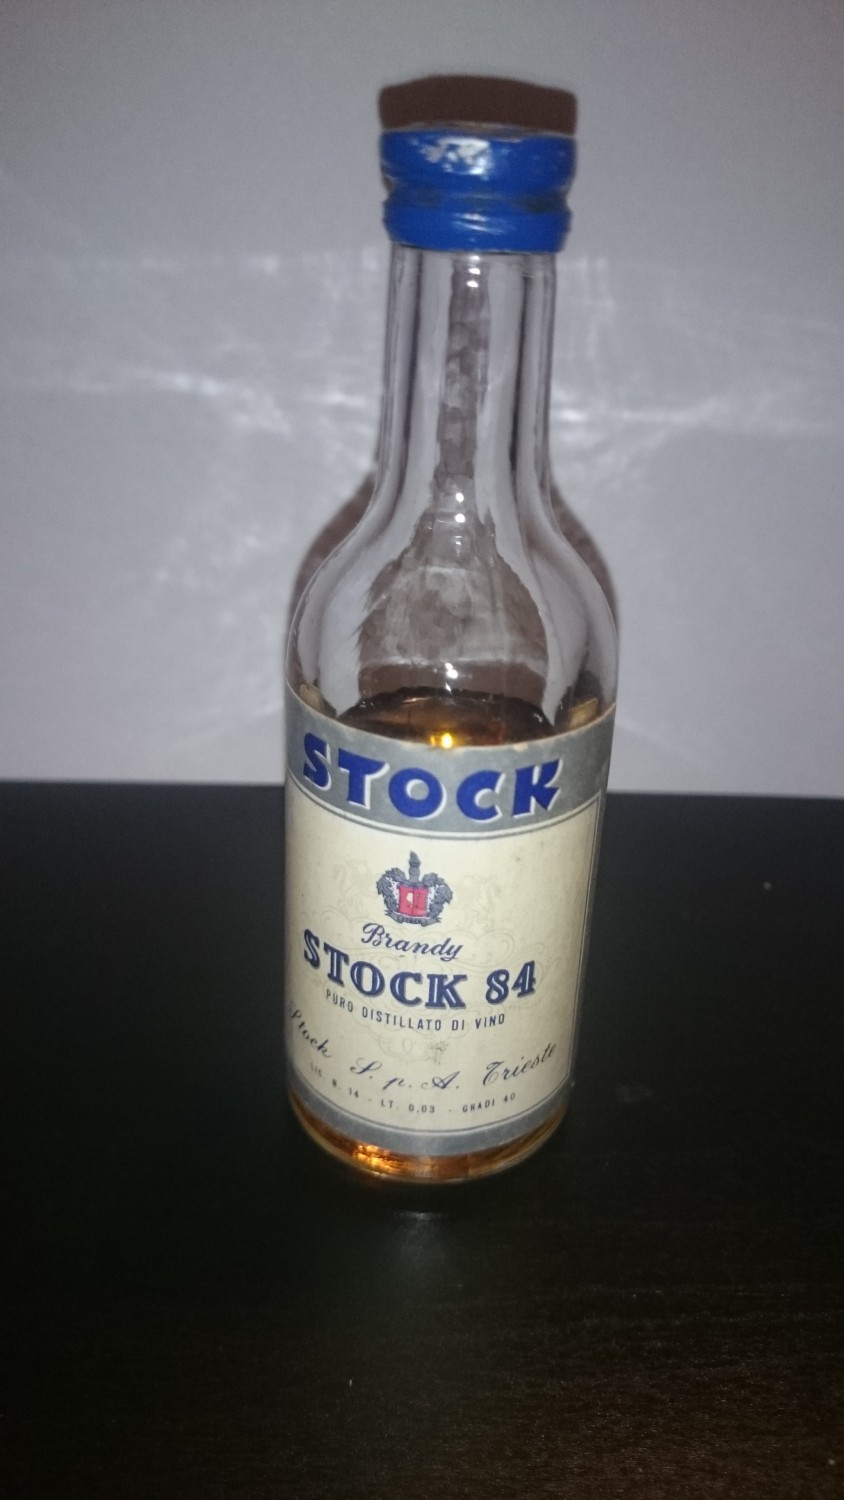 STOCK
Brandy
STOCK 84
PURO DISTILLATO DI VINO
Stock S. p. A. Trieste
LIC. N. 14 - LT. 0,03 - GRADI 40